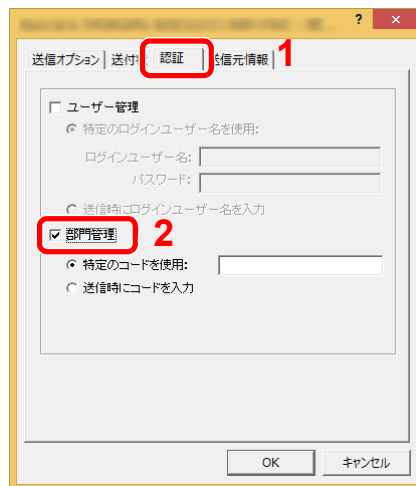 ? ×
送信オプション 送付 認証 送信元情報 1
ユーザー管理
特定のログインユーザー名を使用:
ログインユーザー名:
パスワード:
送信時にログインユーザー名を入力
部門管理 2
特定のコードを使用:
送信時にコードを入力
OK キャンセル